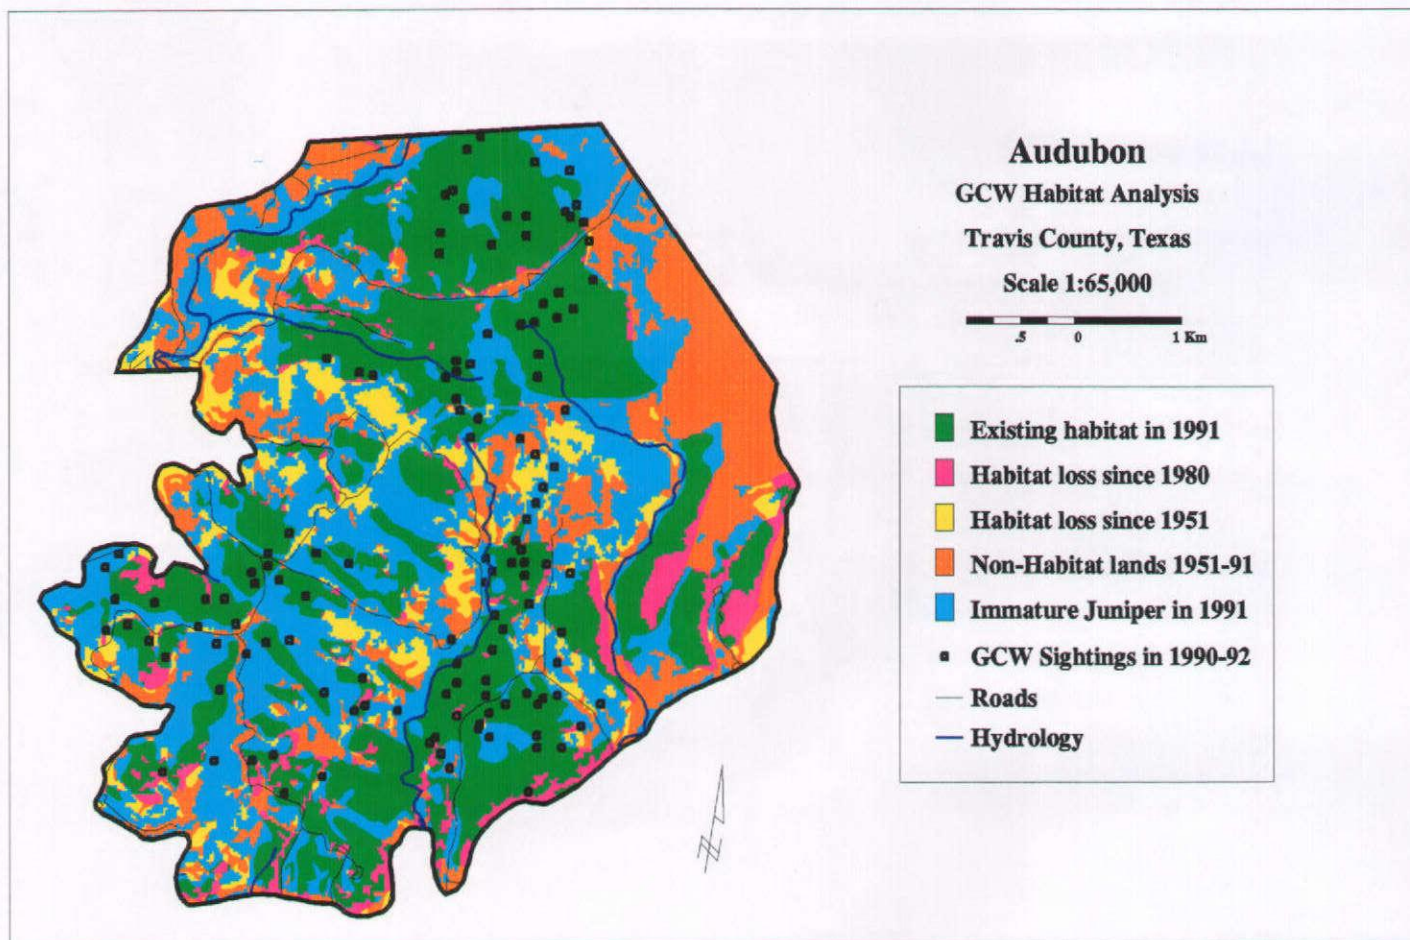 Audubon
GCW Habitat Analysis
Travis County, Texas
Scale 1:65,000
.5 0 1 Km
Existing habitat in 1991
Habitat loss since 1980
Habitat loss since 1951
Non-Habitat lands 1951-91
Immature Juniper in 1991
GCW Sightings in 1990-92
Roads
Hydrology
N